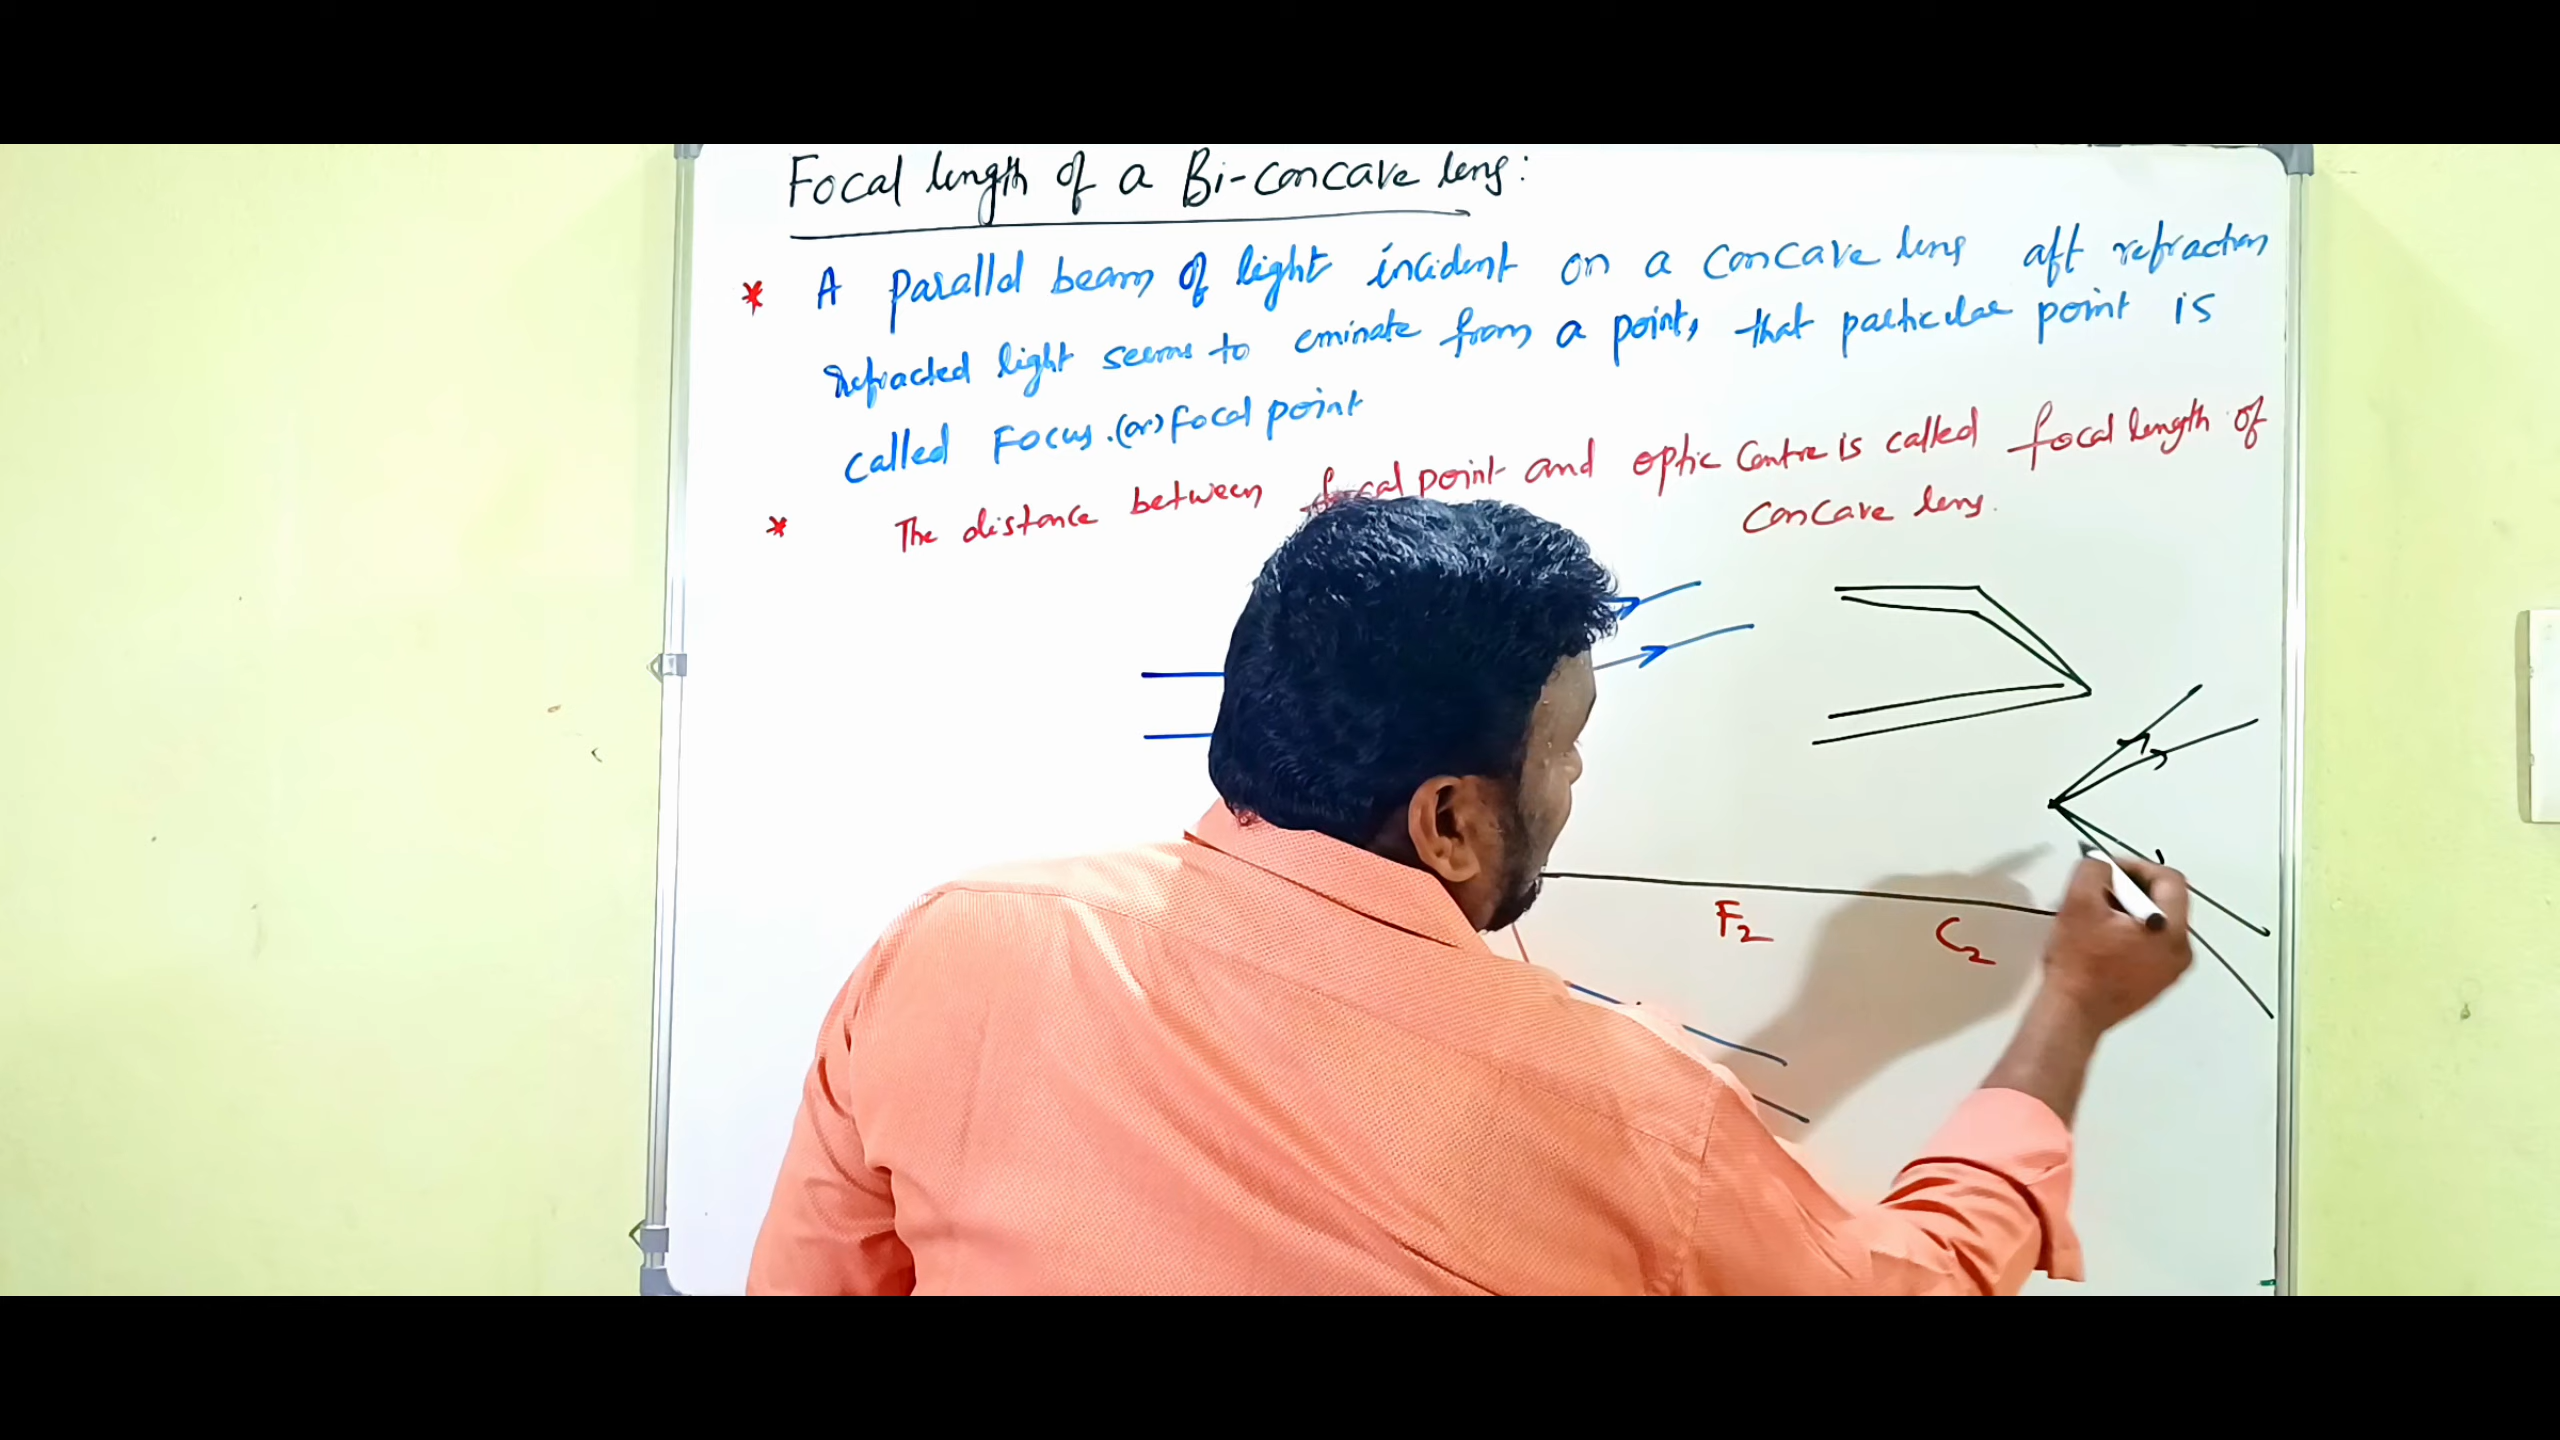 Focal length of a Bi-concave lens:
* A parallel beam of light incident on a concave lens aft refraction
refracted light seems to eminate from a point, that particular point is
called Focus.(or) Focal point
* The distance between focal point and optic Centre is called focal length of
Concave lens.
F2
C2